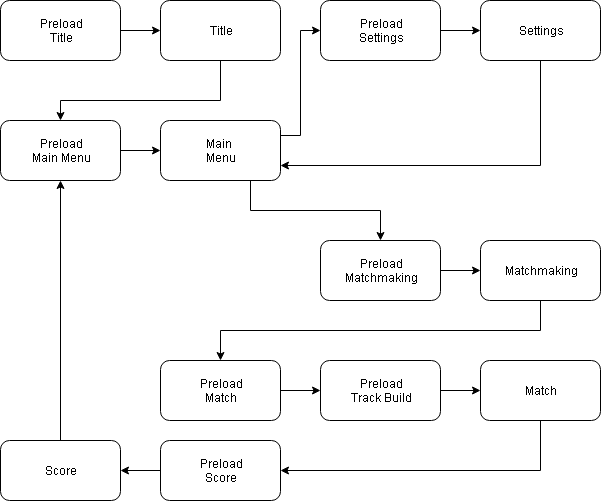 Preload
Title
Title
Preload
Settings
Settings
Preload
Main Menu
Main
Menu
Preload
Matchmaking
Matchmaking
Preload
Match
Preload
Track Build
Match
Score
Preload
Score